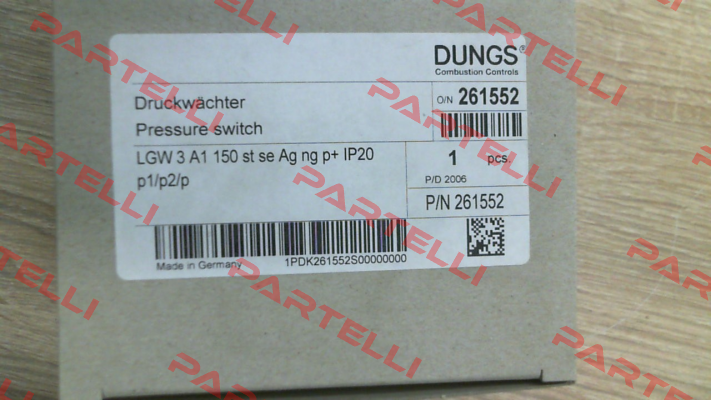 DUNGS®
Combustion Controls
Druckwächter
Pressure switch
O/N 261552
LGW 3 A1 150 st se Ag ng p+ IP20
p1/p2/p
1 pcs.
P/D 2006
P/N 261552
Made in Germany
1PDK261552S00000000
PARTELLI
PARTELLI
PARTELLI
PARTELLI
PARTELLI
PARTELLI
PARTELLI